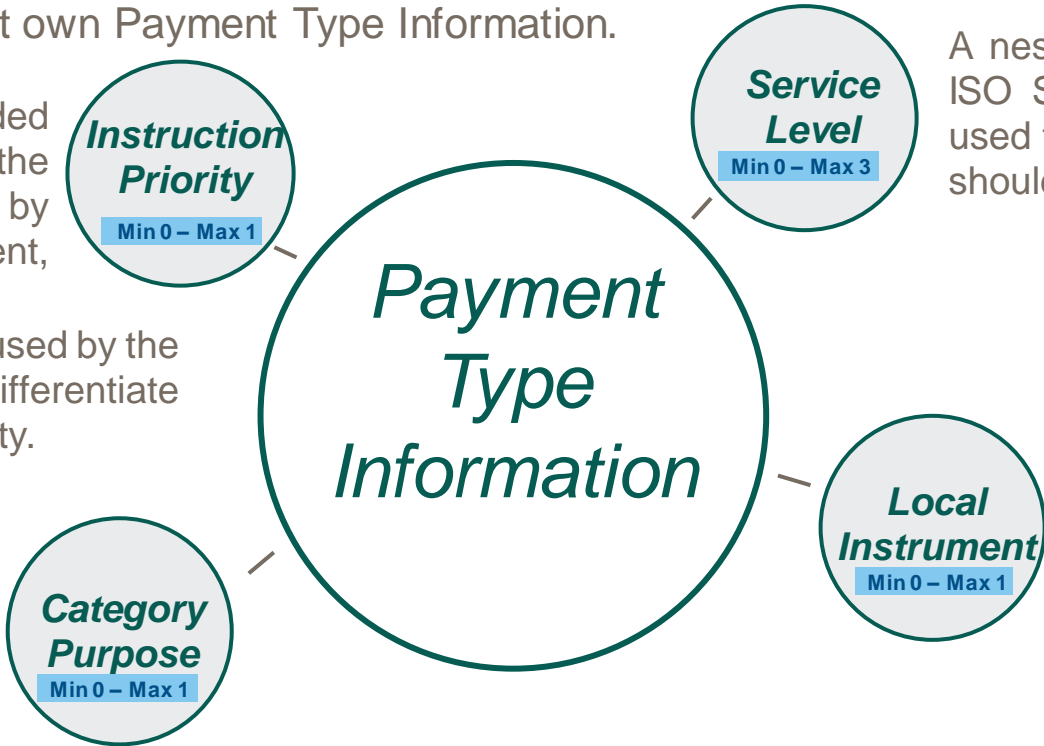 t own Payment Type Information.
ded
the
by
ent,
Instruction
Priority
Min 0 – Max 1
Service
Level
Min 0 – Max 3
A nes
ISO S
used
shoul
used by the
ifferentiate
ty.
Payment
Type
Information
Local
Instrument
Min 0 – Max 1
Category
Purpose
Min 0 – Max 1